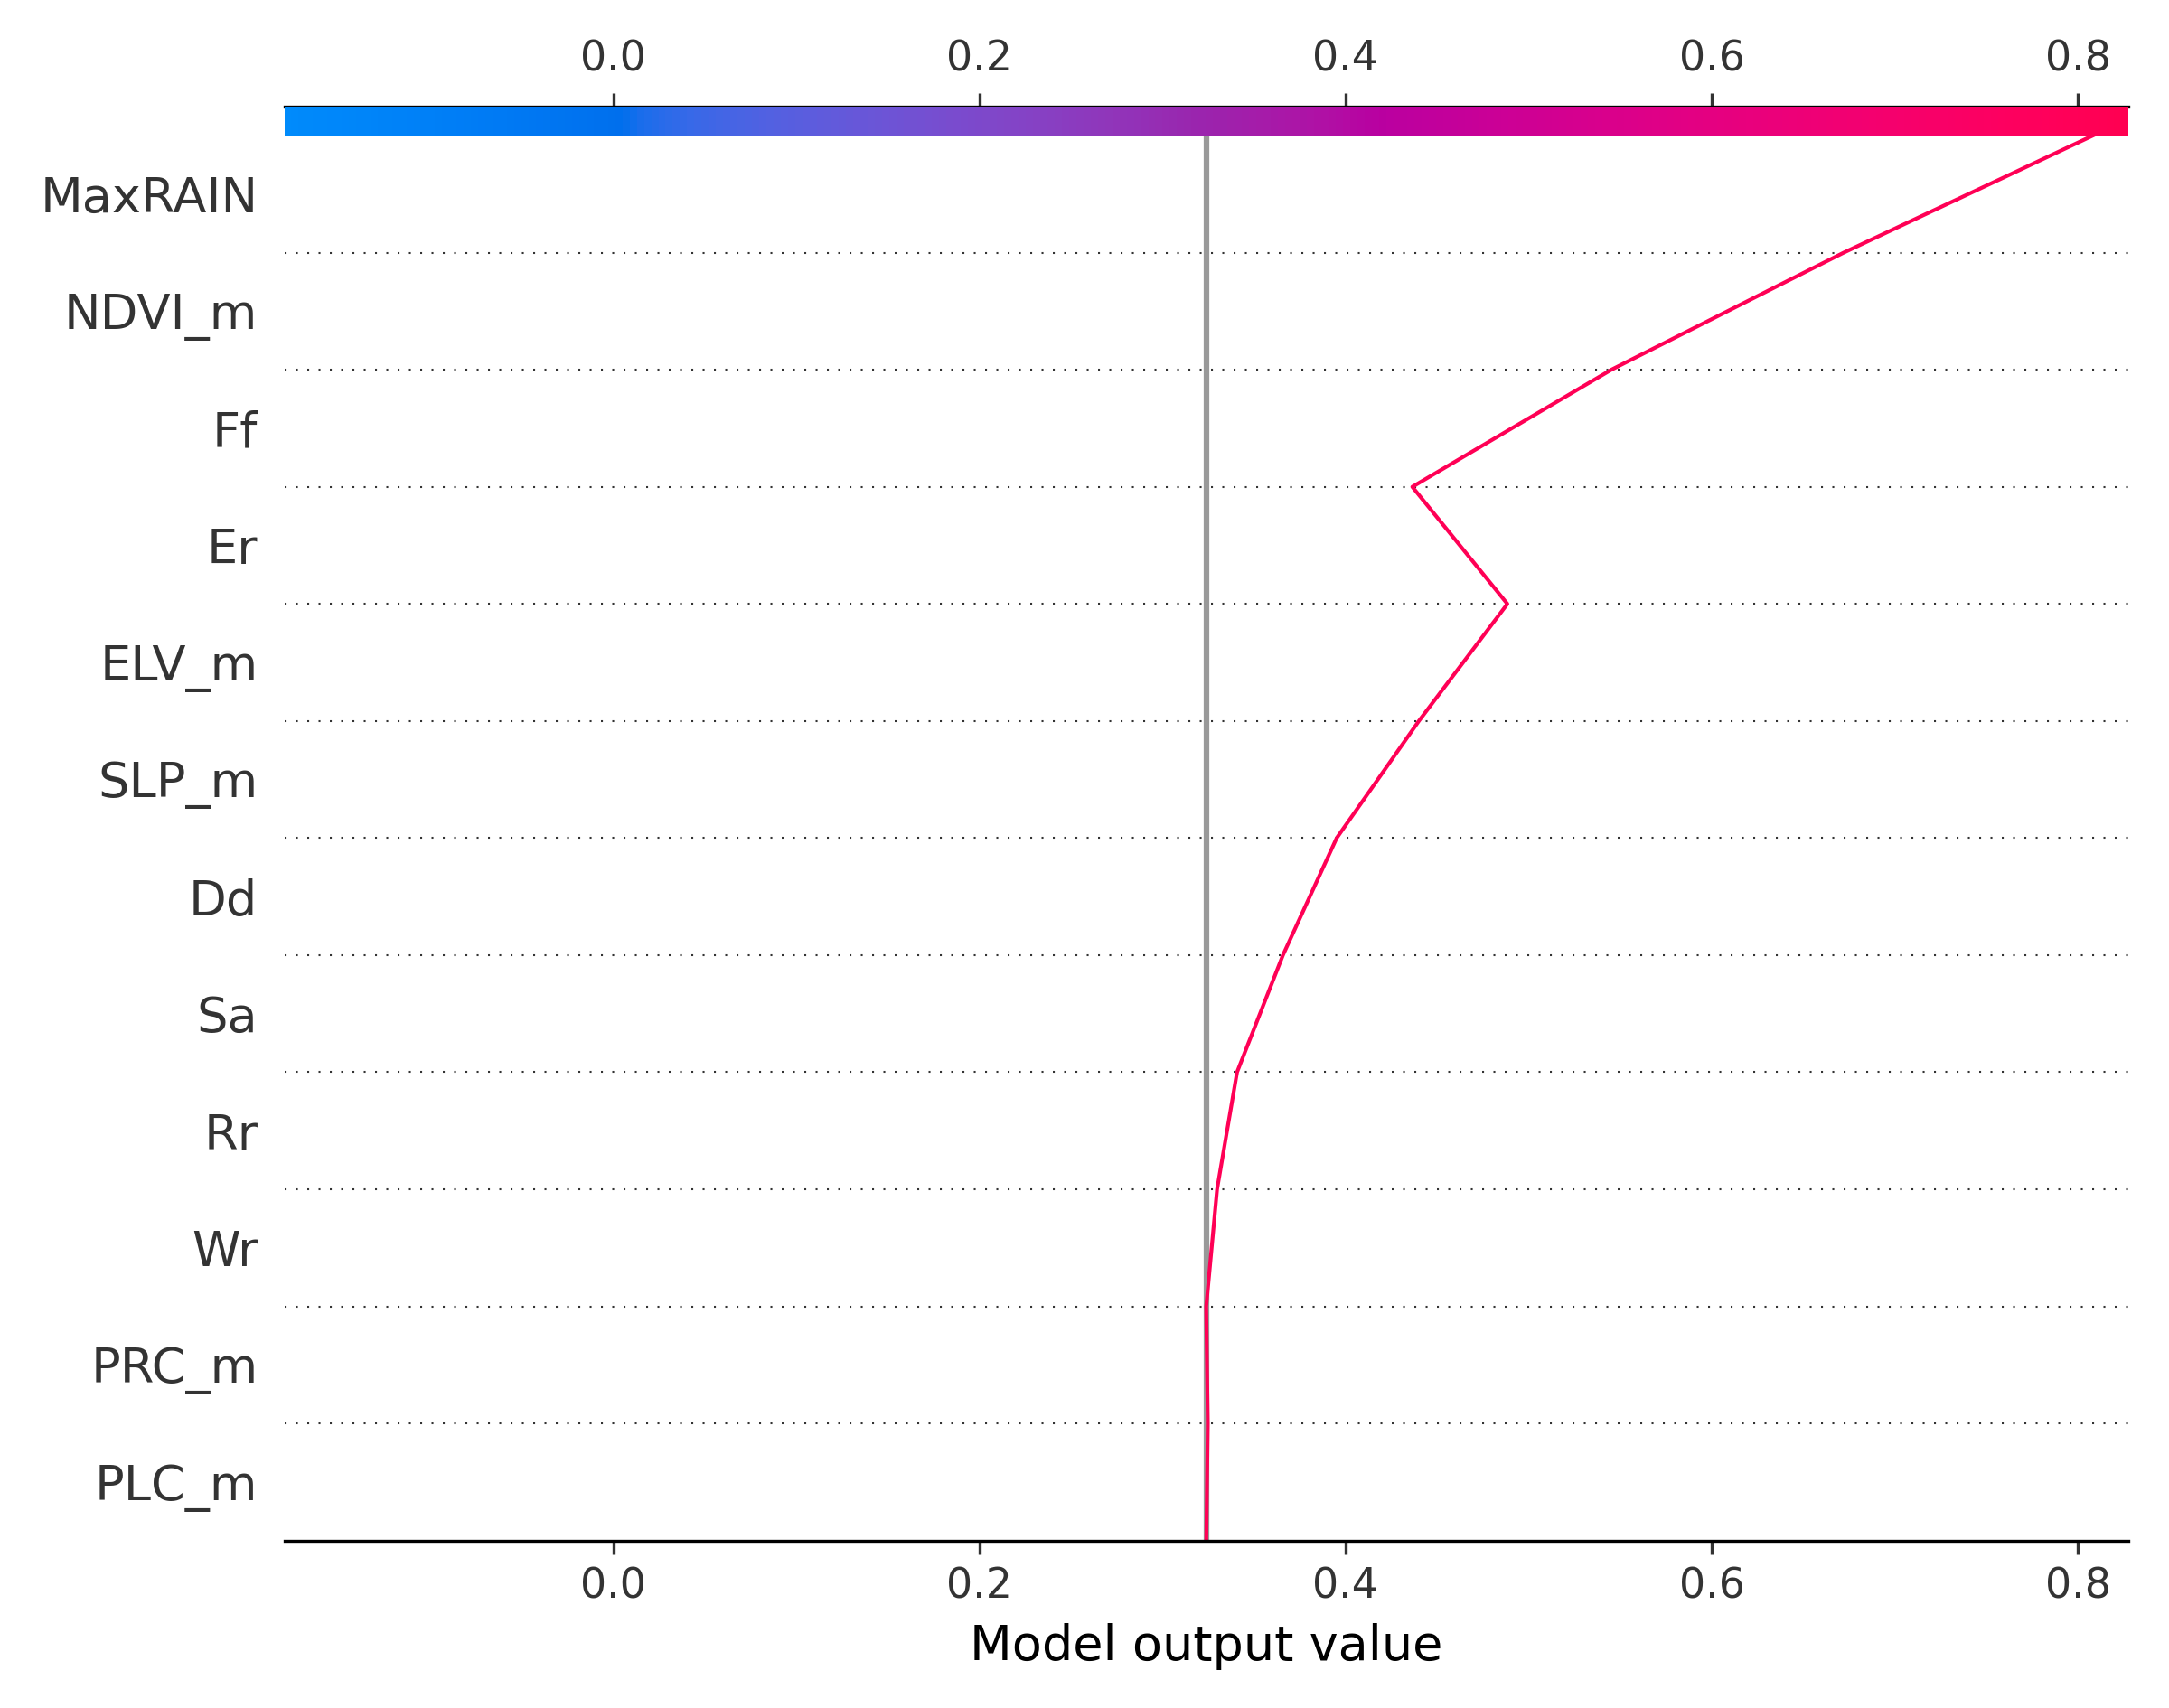 0.0 0.2 0.4 0.6 0.8
MaxRAIN
NDVI_m
Ff
Er
ELV_m
SLP_m
Dd
Sa
Rr
Wr
PRC_m
PLC_m
0.0 0.2 0.4 0.6 0.8
Model output value